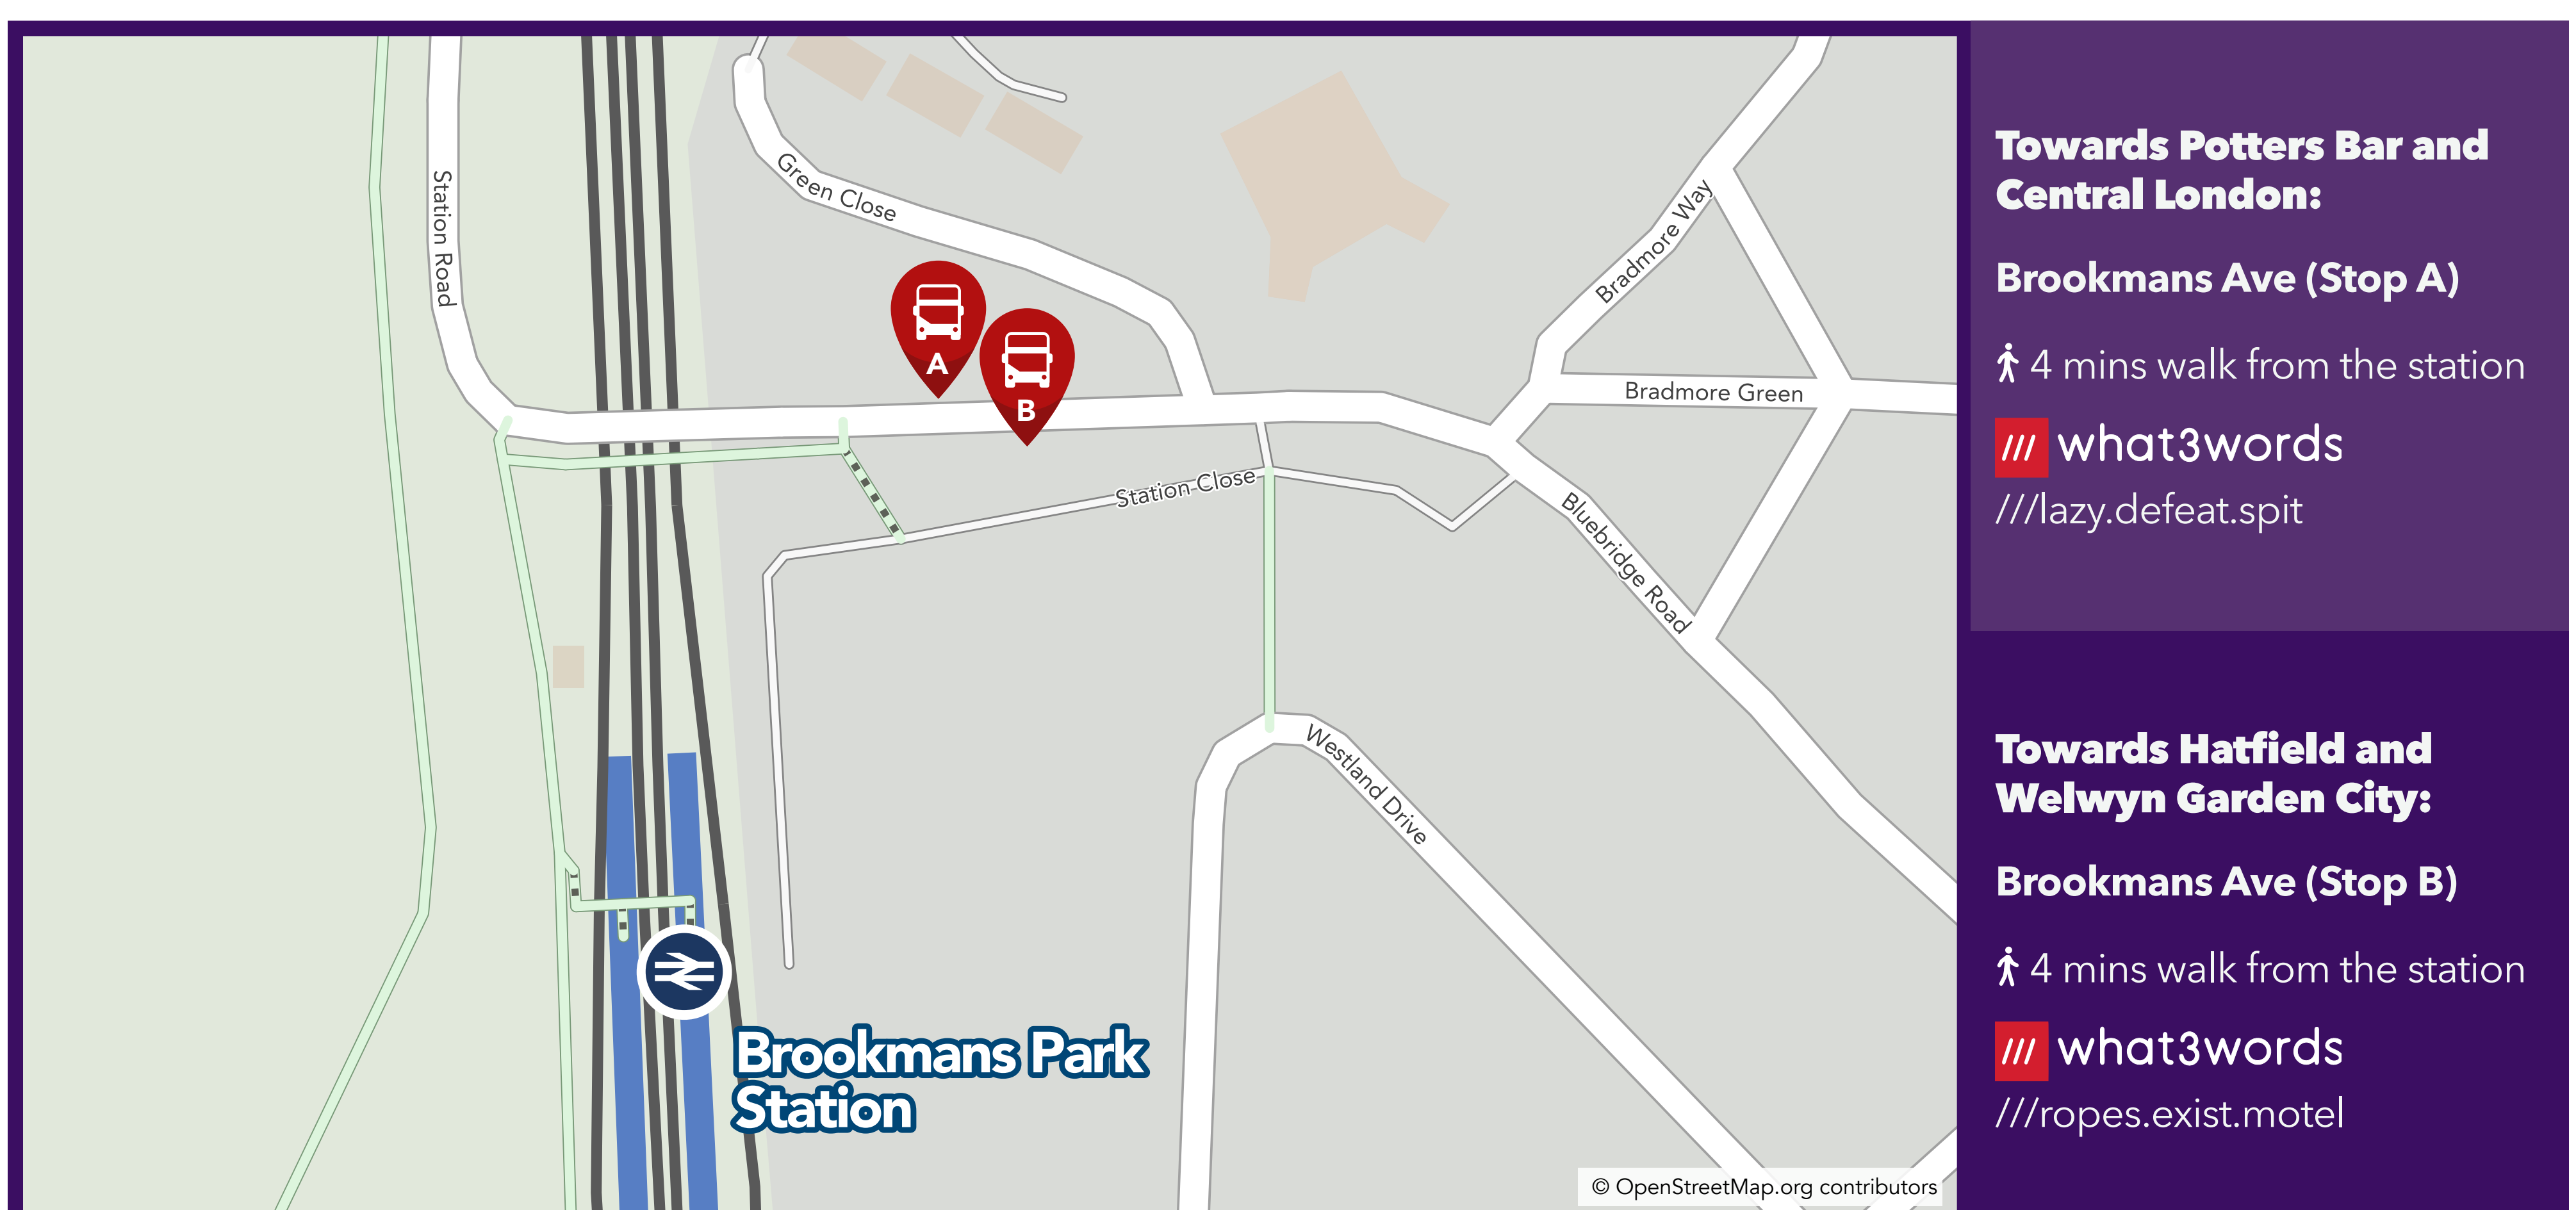 Station Road
Green Close
A
B
Bradmore Way
Bradmore Green
Station Close
Bluebridge Road
Westland Drive
Brookmans Park
Station
© OpenStreetMap.org contributors
Towards Potters Bar and
Central London:
Brookmans Ave (Stop A)
4 mins walk from the station
what3words
///lazy.defeat.spit
Towards Hatfield and
Welwyn Garden City:
Brookmans Ave (Stop B)
4 mins walk from the station
what3words
///ropes.exist.motel